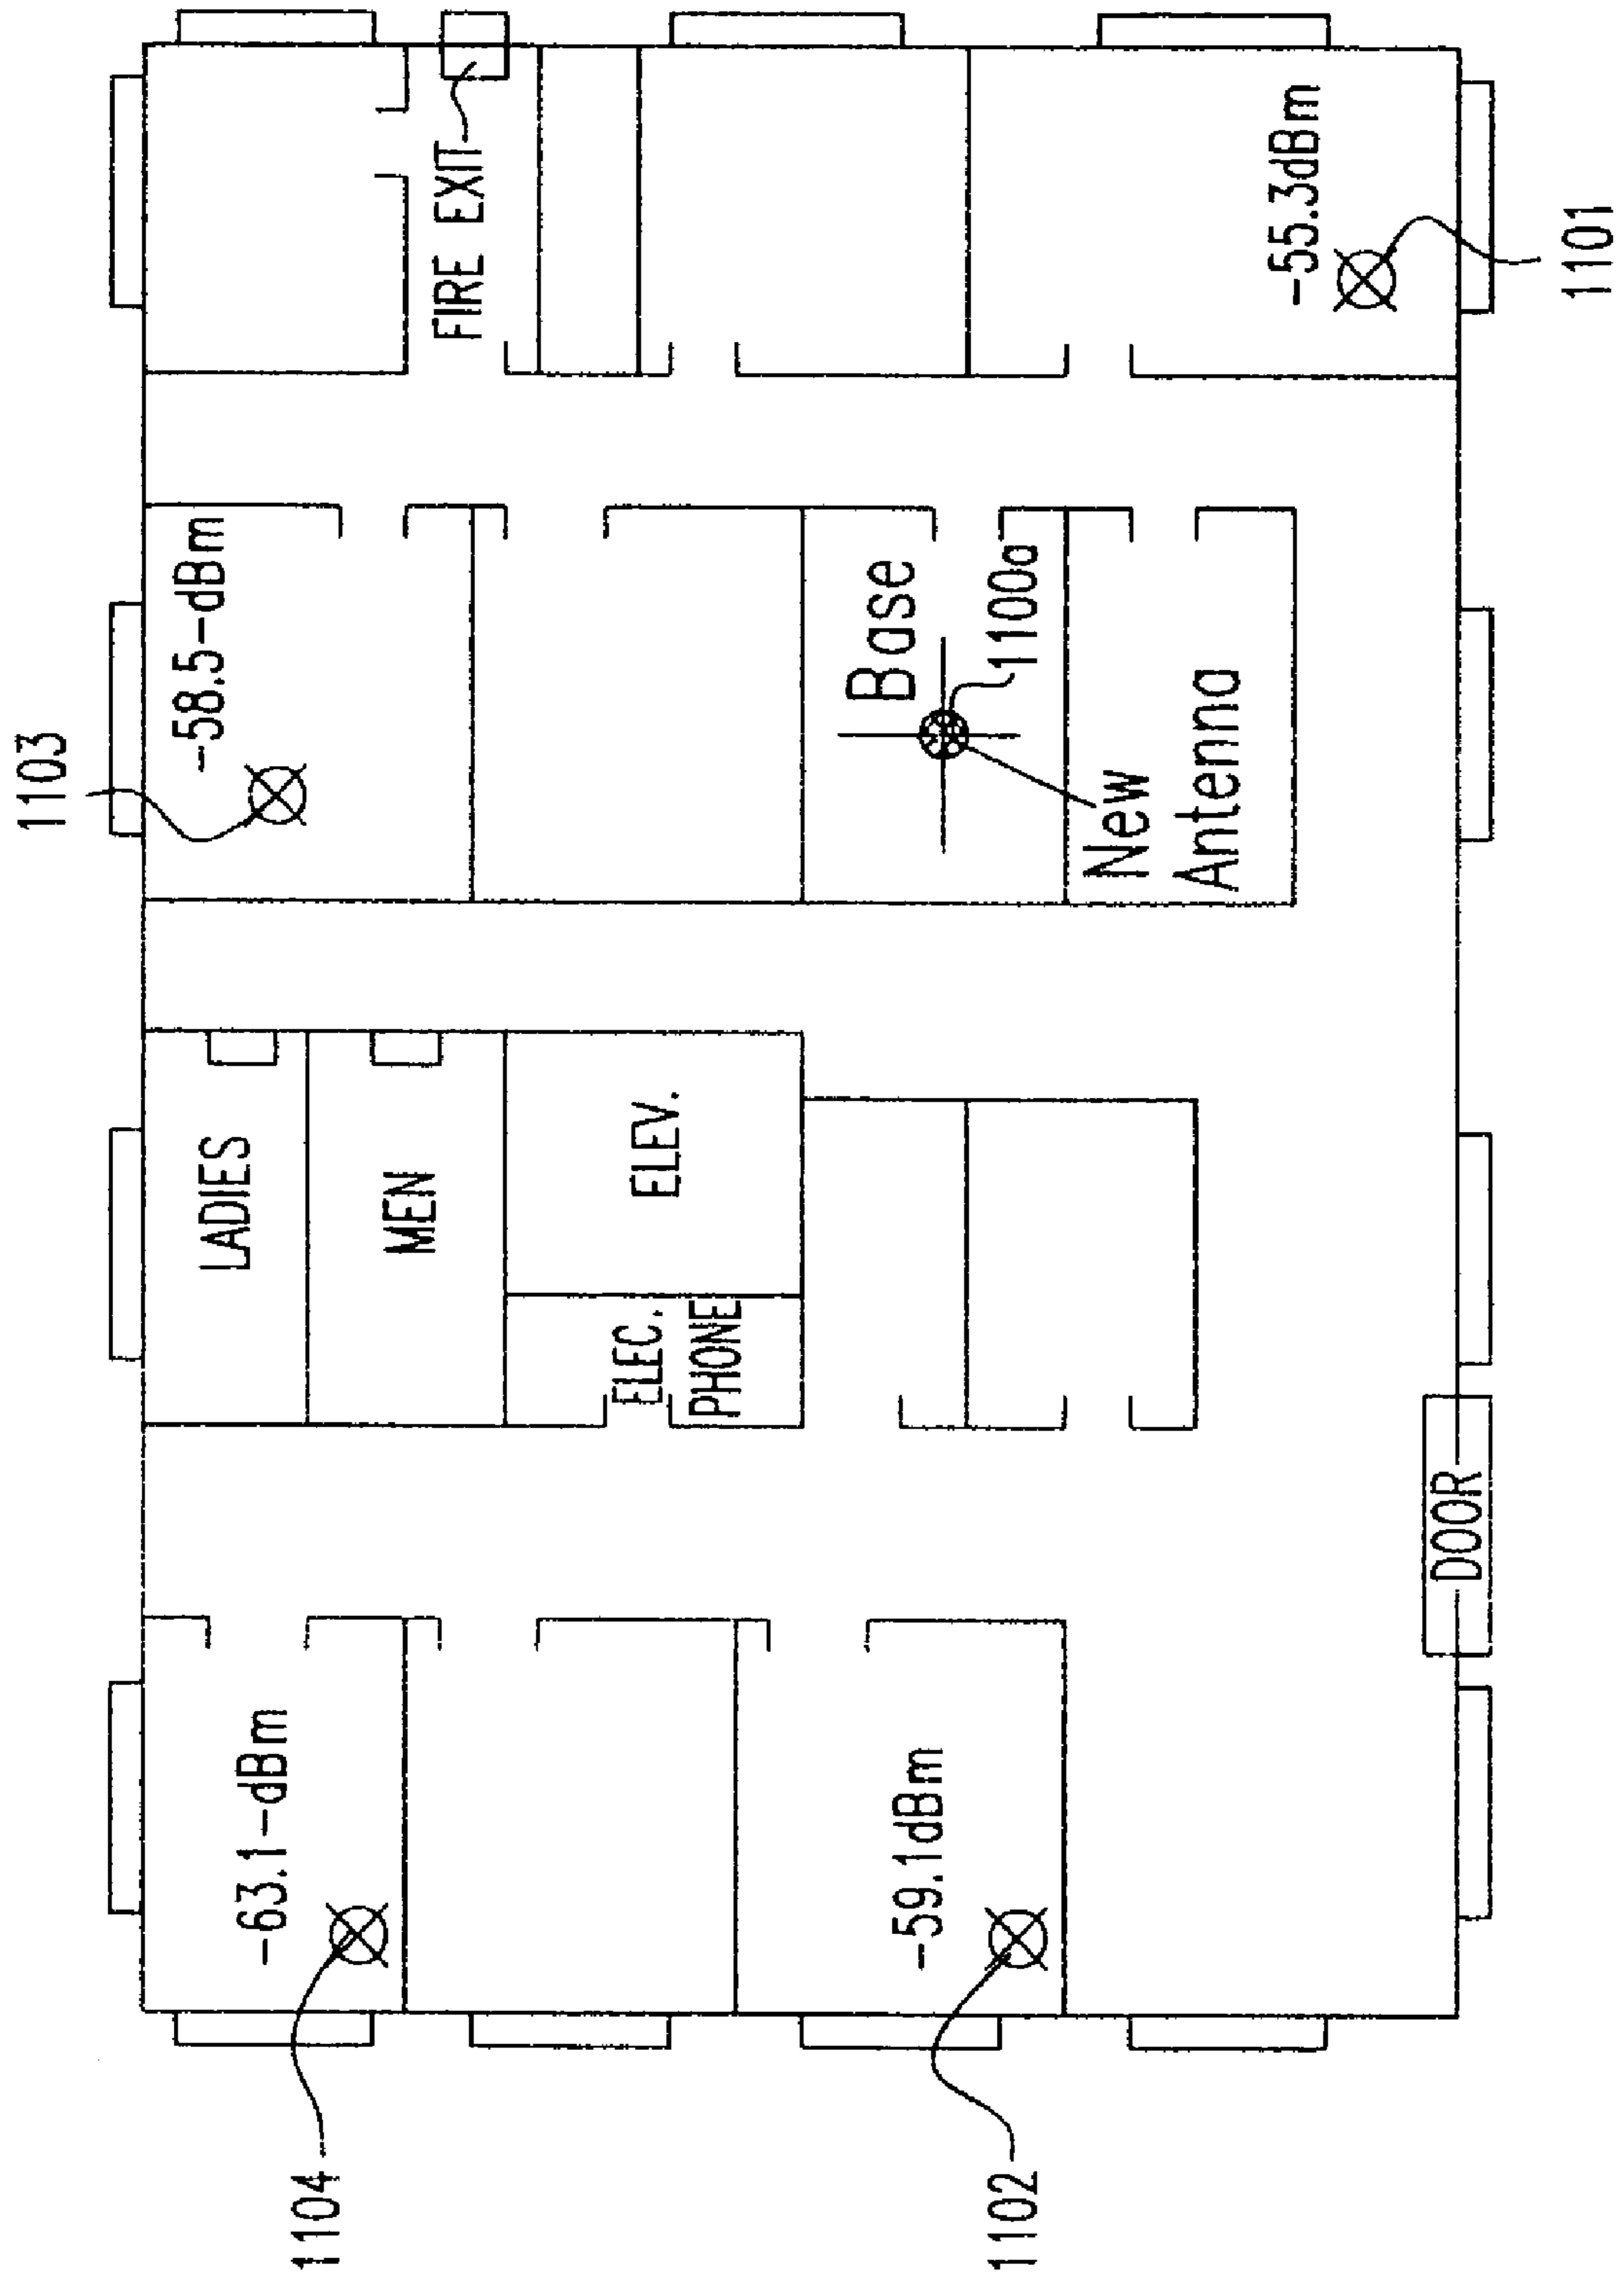 1103
-58.5-dBm
LADIES
-63.1-dBm
1104
MEN
FIRE EXIT
ELEV.
ELEC.
PHONE
Base
-59.1dBm
1102
1100a
New
Antenna
-55.3dBm
DOOR
1101